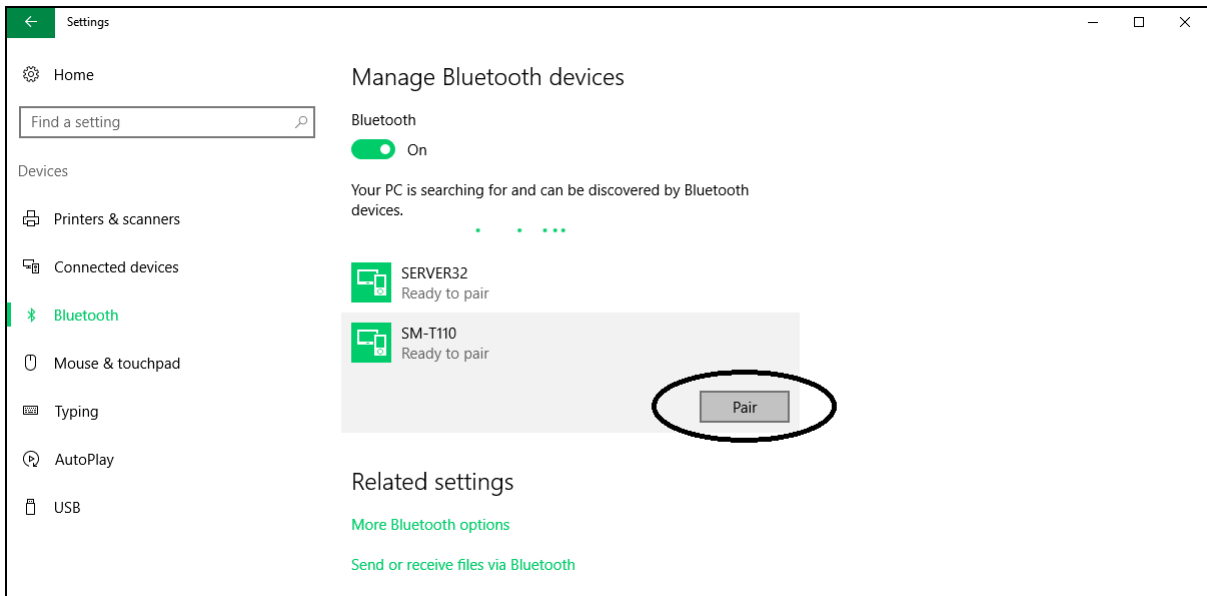 Settings
Home
Find a setting
Devices
Printers & scanners
Connected devices
Bluetooth
Mouse & touchpad
Typing
AutoPlay
USB
Manage Bluetooth devices
Bluetooth
On
Your PC is searching for and can be discovered by Bluetooth
devices.
SERVER32
Ready to pair
SM-T110
Ready to pair
Pair
Related settings
More Bluetooth options
Send or receive files via Bluetooth